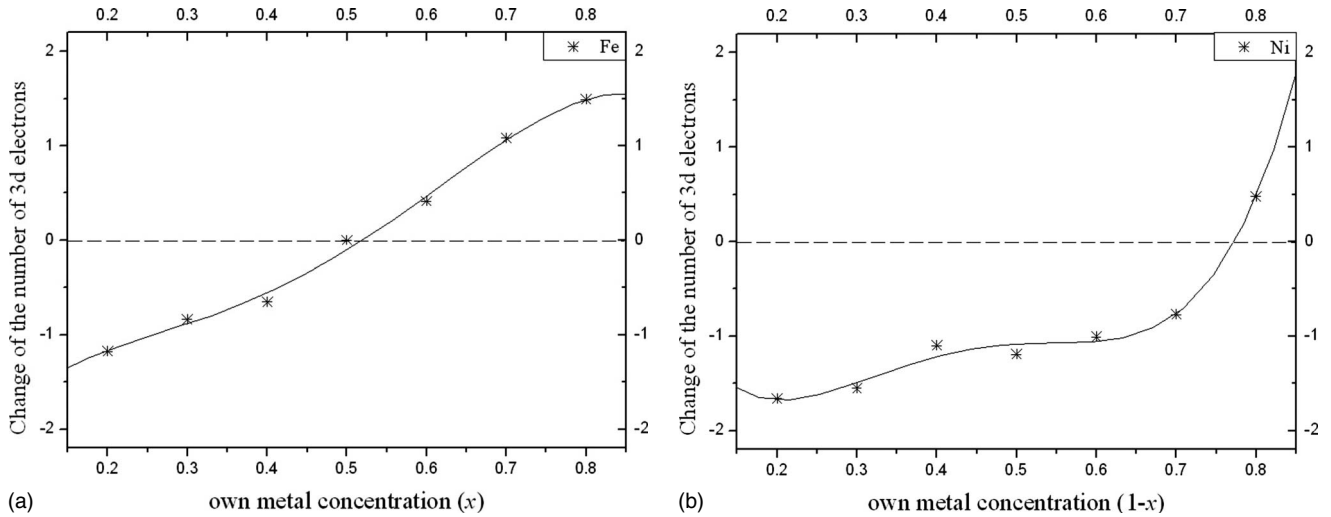 0.2 0.3 0.4 0.5 0.6 0.7 0.8
Fe
2
1
0
-1
-2
2
1
0
-1
-2
Change of the number of 3d electrons
0.2 0.3 0.4 0.5 0.6 0.7 0.8
(a)
own metal concentration (x)
0.2 0.3 0.4 0.5 0.6 0.7 0.8
Ni
2
1
0
-1
-2
2
1
0
-1
-2
Change of the number of 3d electrons
0.2 0.3 0.4 0.5 0.6 0.7 0.8
(b)
own metal concentration (1-x)